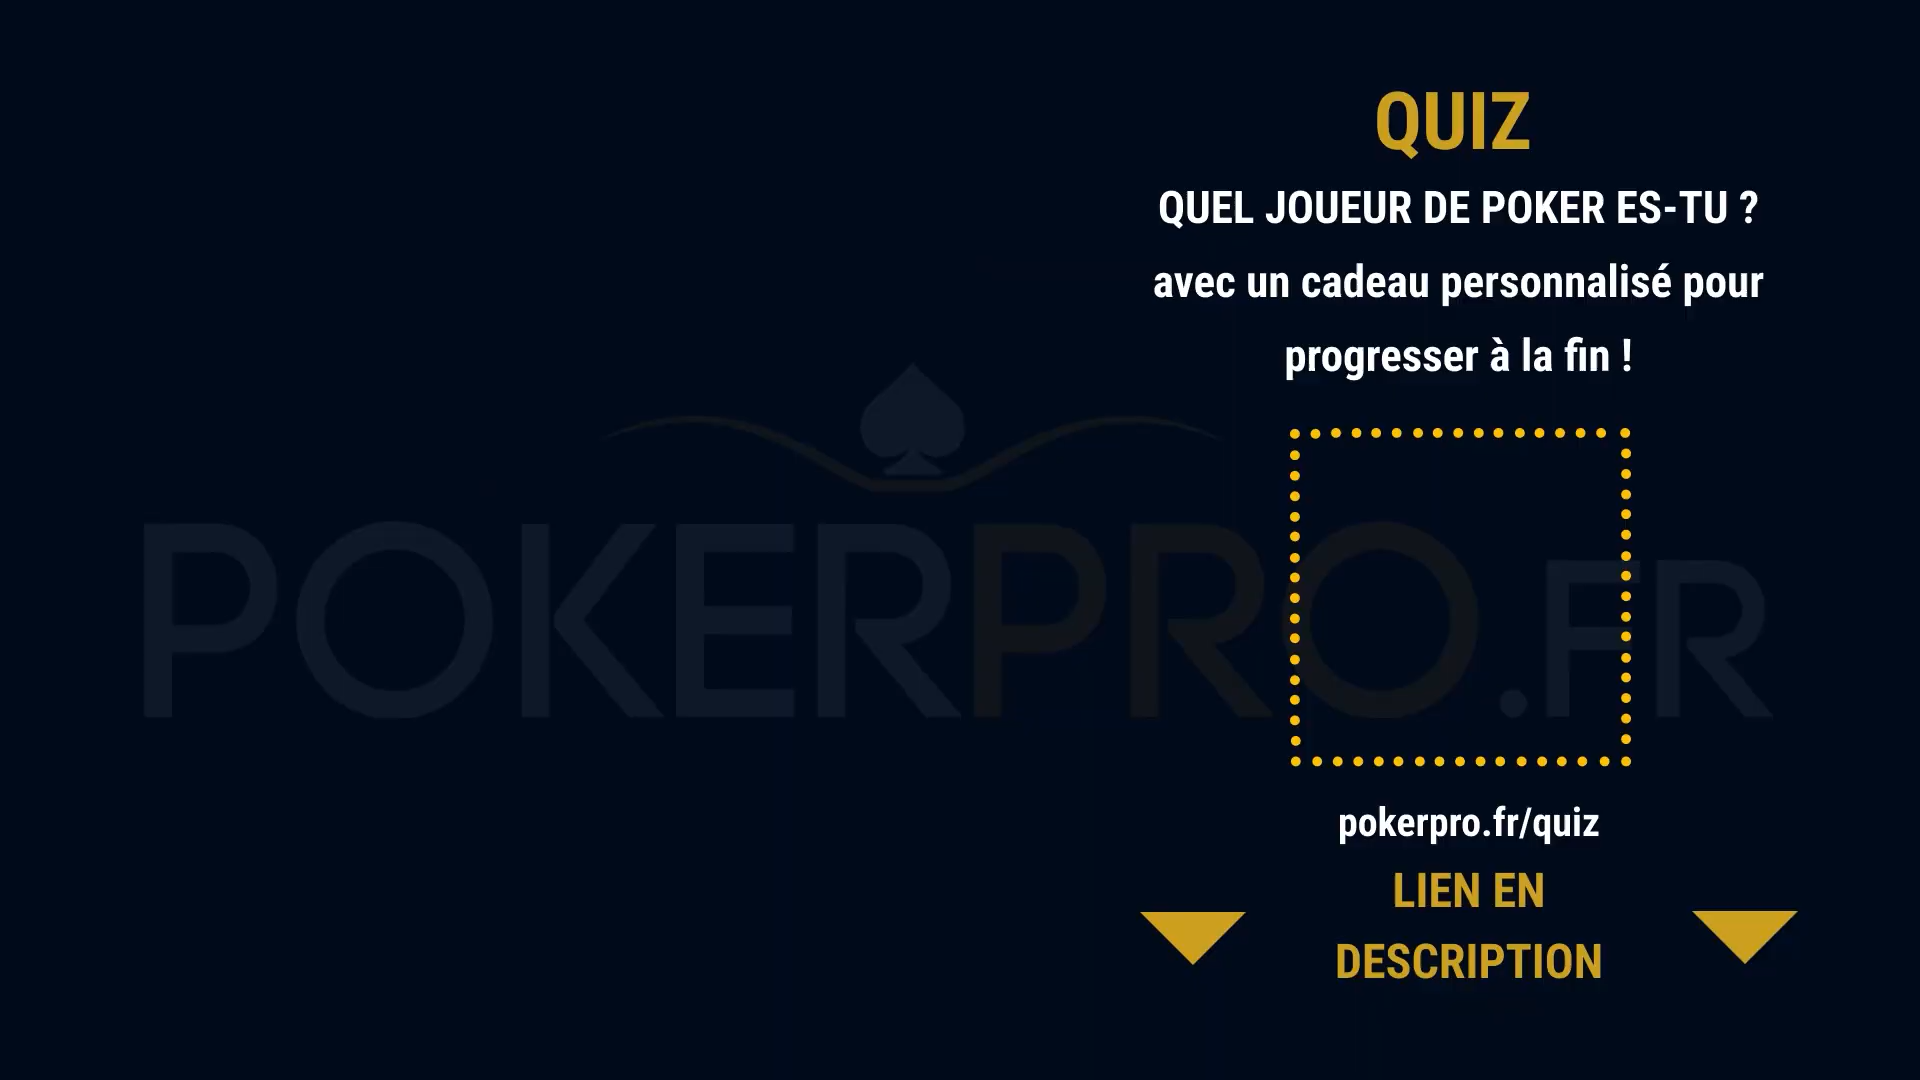 QUIZ
QUEL JOUEUR DE POKER ES-TU ?
avec un cadeau personnalisé pour
progresser à la fin !
POKERPRO.FR
pokerpro.fr/quiz
LIEN EN
DESCRIPTION